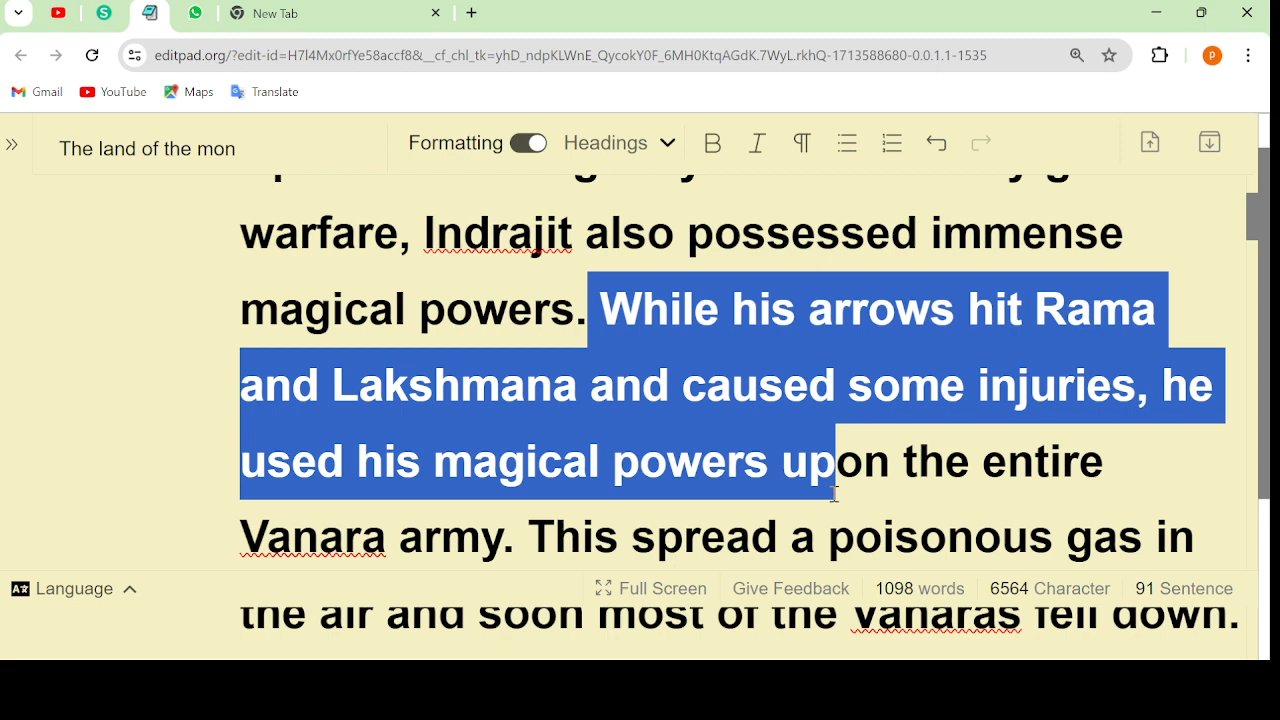 New Tab
editpad.org/?edit-id=H7l4Mx0rfYe58accf8&__cf_chl_tk=yhD_ndpKLWnE_QycokY0F_6MH0KtqAGdK.7WyL.rkhQ-1713588680-0.0.1.1-1535
P
Gmail YouTube Maps Translate
The land of the mon Formatting Headings
warfare, Indrajit also possessed immense
magical powers. While his arrows hit Rama
and Lakshmana and caused some injuries, he
used his magical powers upon the entire
Vanara army. This spread a poisonous gas in
Language Full Screen Give Feedback 1098 words 6564 Character 91 Sentence
the air and soon most of the Vanaras fell down.